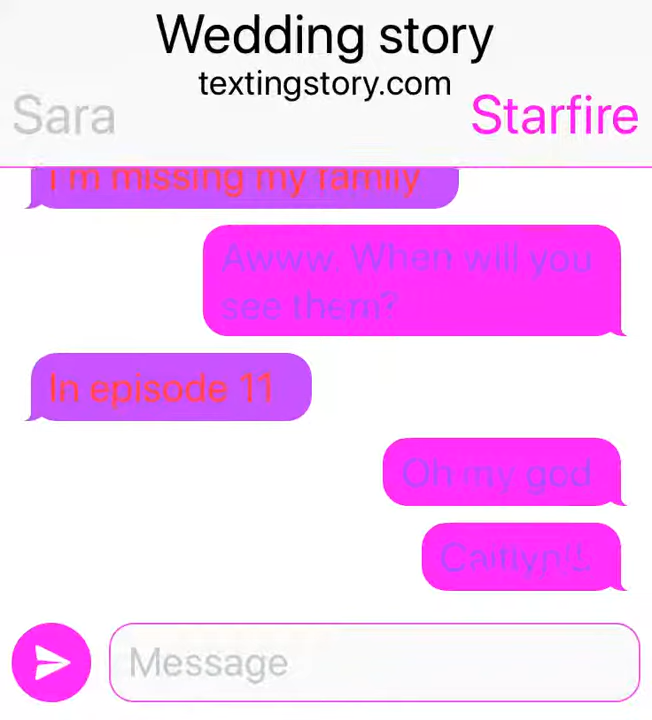 Wedding story
textingstory.com
Sara
Starfire
I'm missing my family
Awww. When will you
see them?
In episode 11
Oh my god
Message